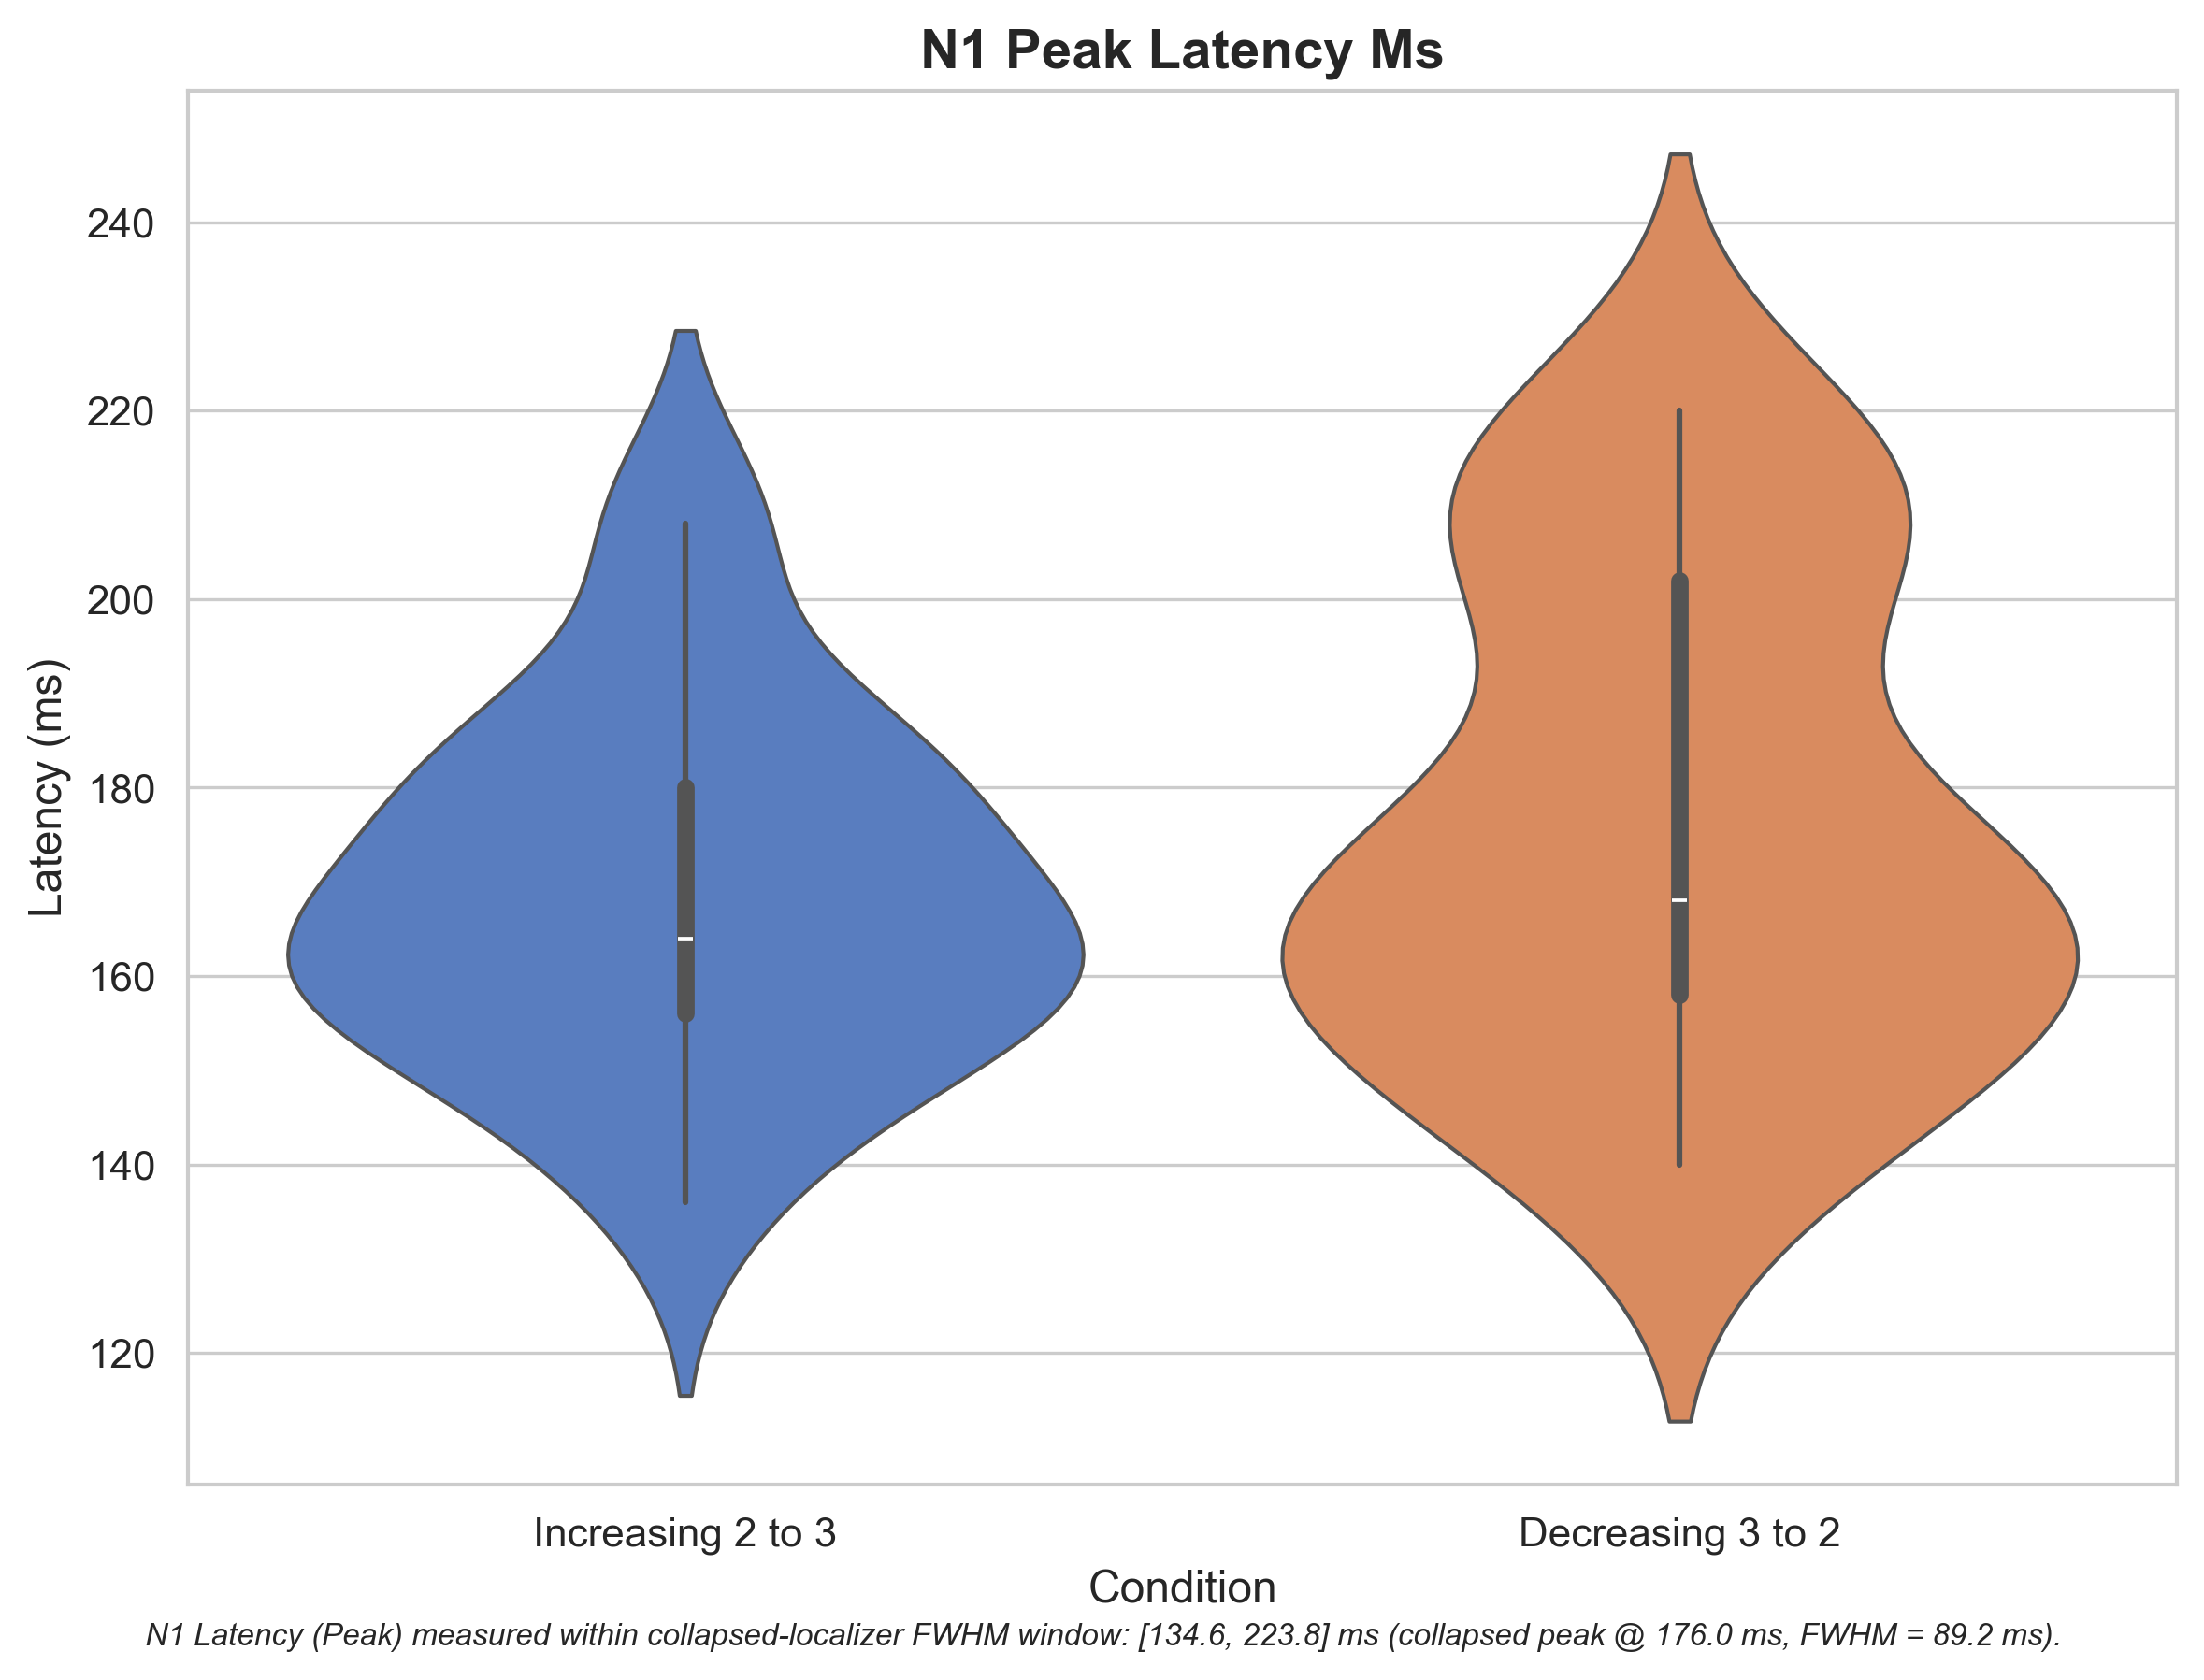 N1 Peak Latency Ms
Latency (ms)
240
220
200
180
160
140
120
Increasing 2 to 3
Decreasing 3 to 2
Condition
N1 Latency (Peak) measured within collapsed-localizer FWHM window: [134.6, 223.8] ms (collapsed peak @ 176.0 ms, FWHM = 89.2 ms).